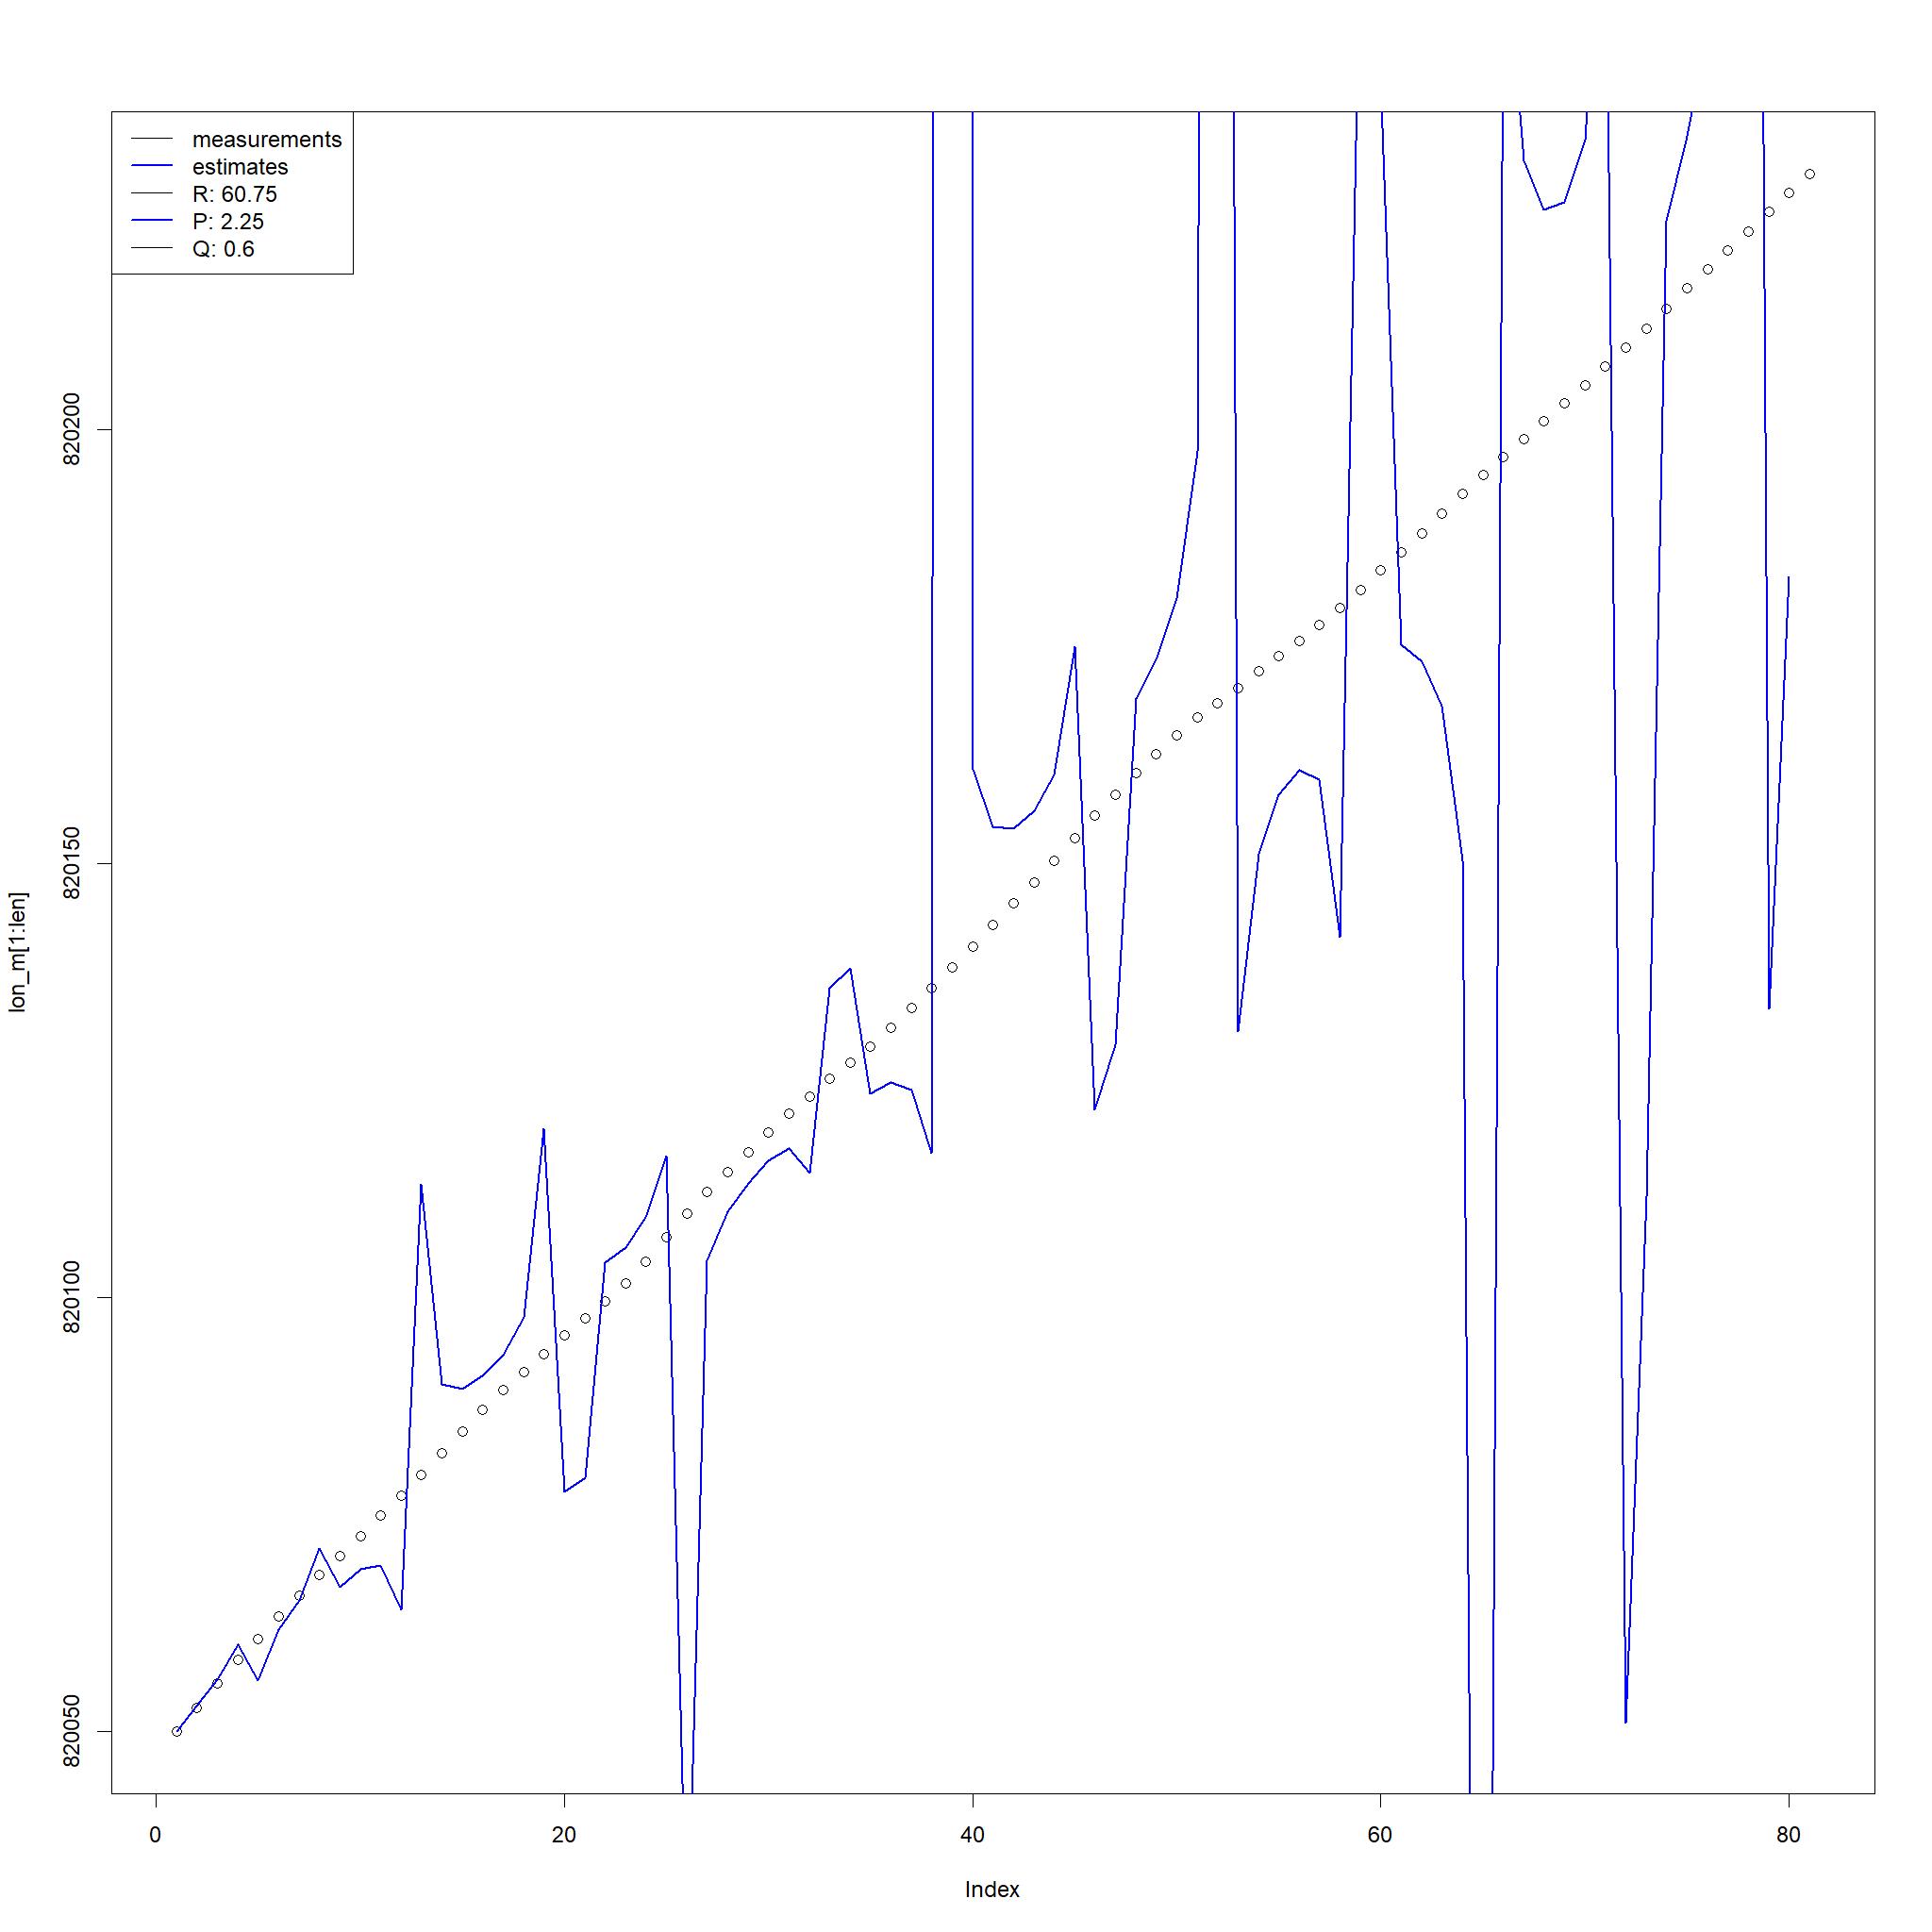 measurements
estimates
R: 60.75
P: 2.25
Q: 0.6
820200
820150
820100
820050
lon_m[1:len]
0 20 40 60 80
Index